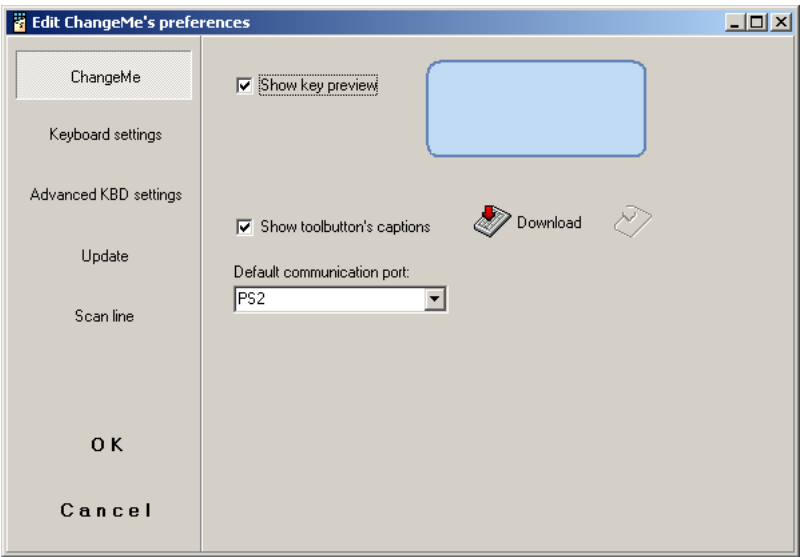 Edit ChangeMe's preferences
ChangeMe
Keyboard settings
Advanced KBD settings
Update
Scan line
OK
Cancel
Show key preview
Show toolbutton's captions
Download
Default communication port:
PS2